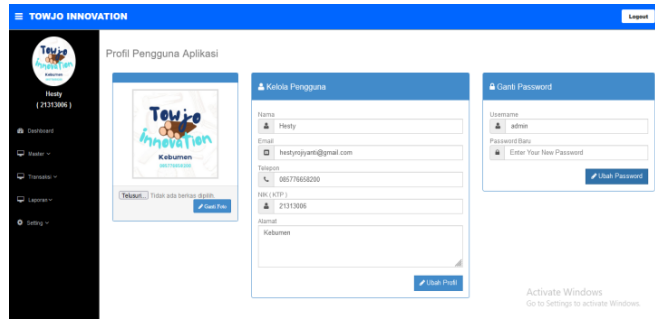 TOWJO INNOVATION
Logout
Towjo
Innovation
Kebumen
Hesty
( 21313006 )
Dashboard
Master
Transaksi
Laporan
Setting
Profil Pengguna Aplikasi
Towjo
innovation
Kebumen
Telusuri... Tidak ada berkas dipilih.
Ganti Foto
Kelola Pengguna
Nama
Hesty
Email
hestyrojiyanti@gmail.com
Telepon
085776658200
NIK ( KTP )
21313006
Alamat
Kebumen
Ubah Profil
Ganti Password
Username
admin
Password Baru
Enter Your New Password
Ubah Password
Activate Windows
Go to Settings to activate Windows.